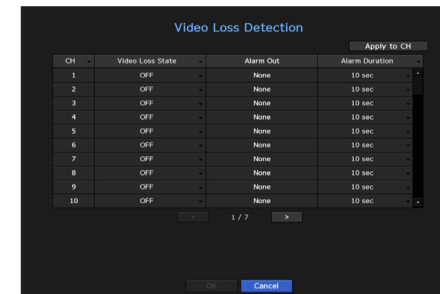 Video Loss Detection
Apply to CH
CH Video Loss State Alarm Out Alarm Duration
1 OFF None 10 sec
2 OFF None 10 sec
3 OFF None 10 sec
4 OFF None 10 sec
5 OFF None 10 sec
6 OFF None 10 sec
7 OFF None 10 sec
8 OFF None 10 sec
9 OFF None 10 sec
10 OFF None 10 sec
< 1 / 7 >
OK Cancel